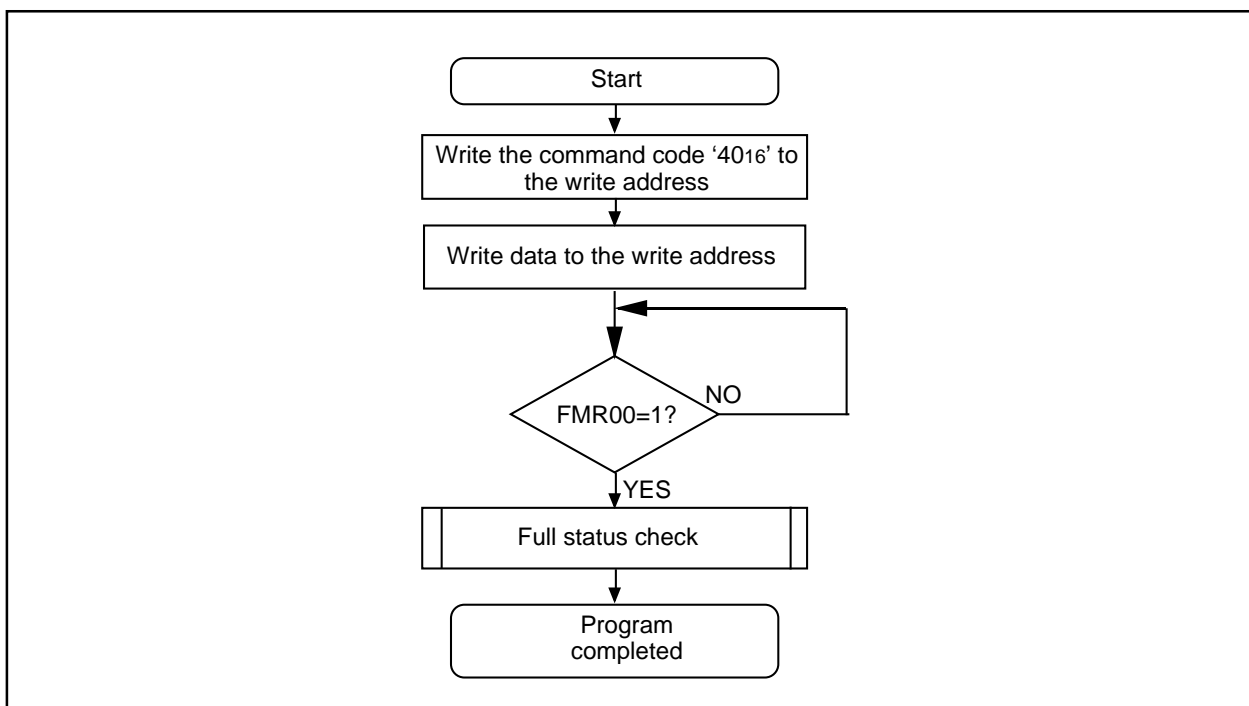 Start
Write the command code ‘4016’ to
the write address
Write data to the write address
NO
FMR00=1?
YES
Full status check
Program
completed